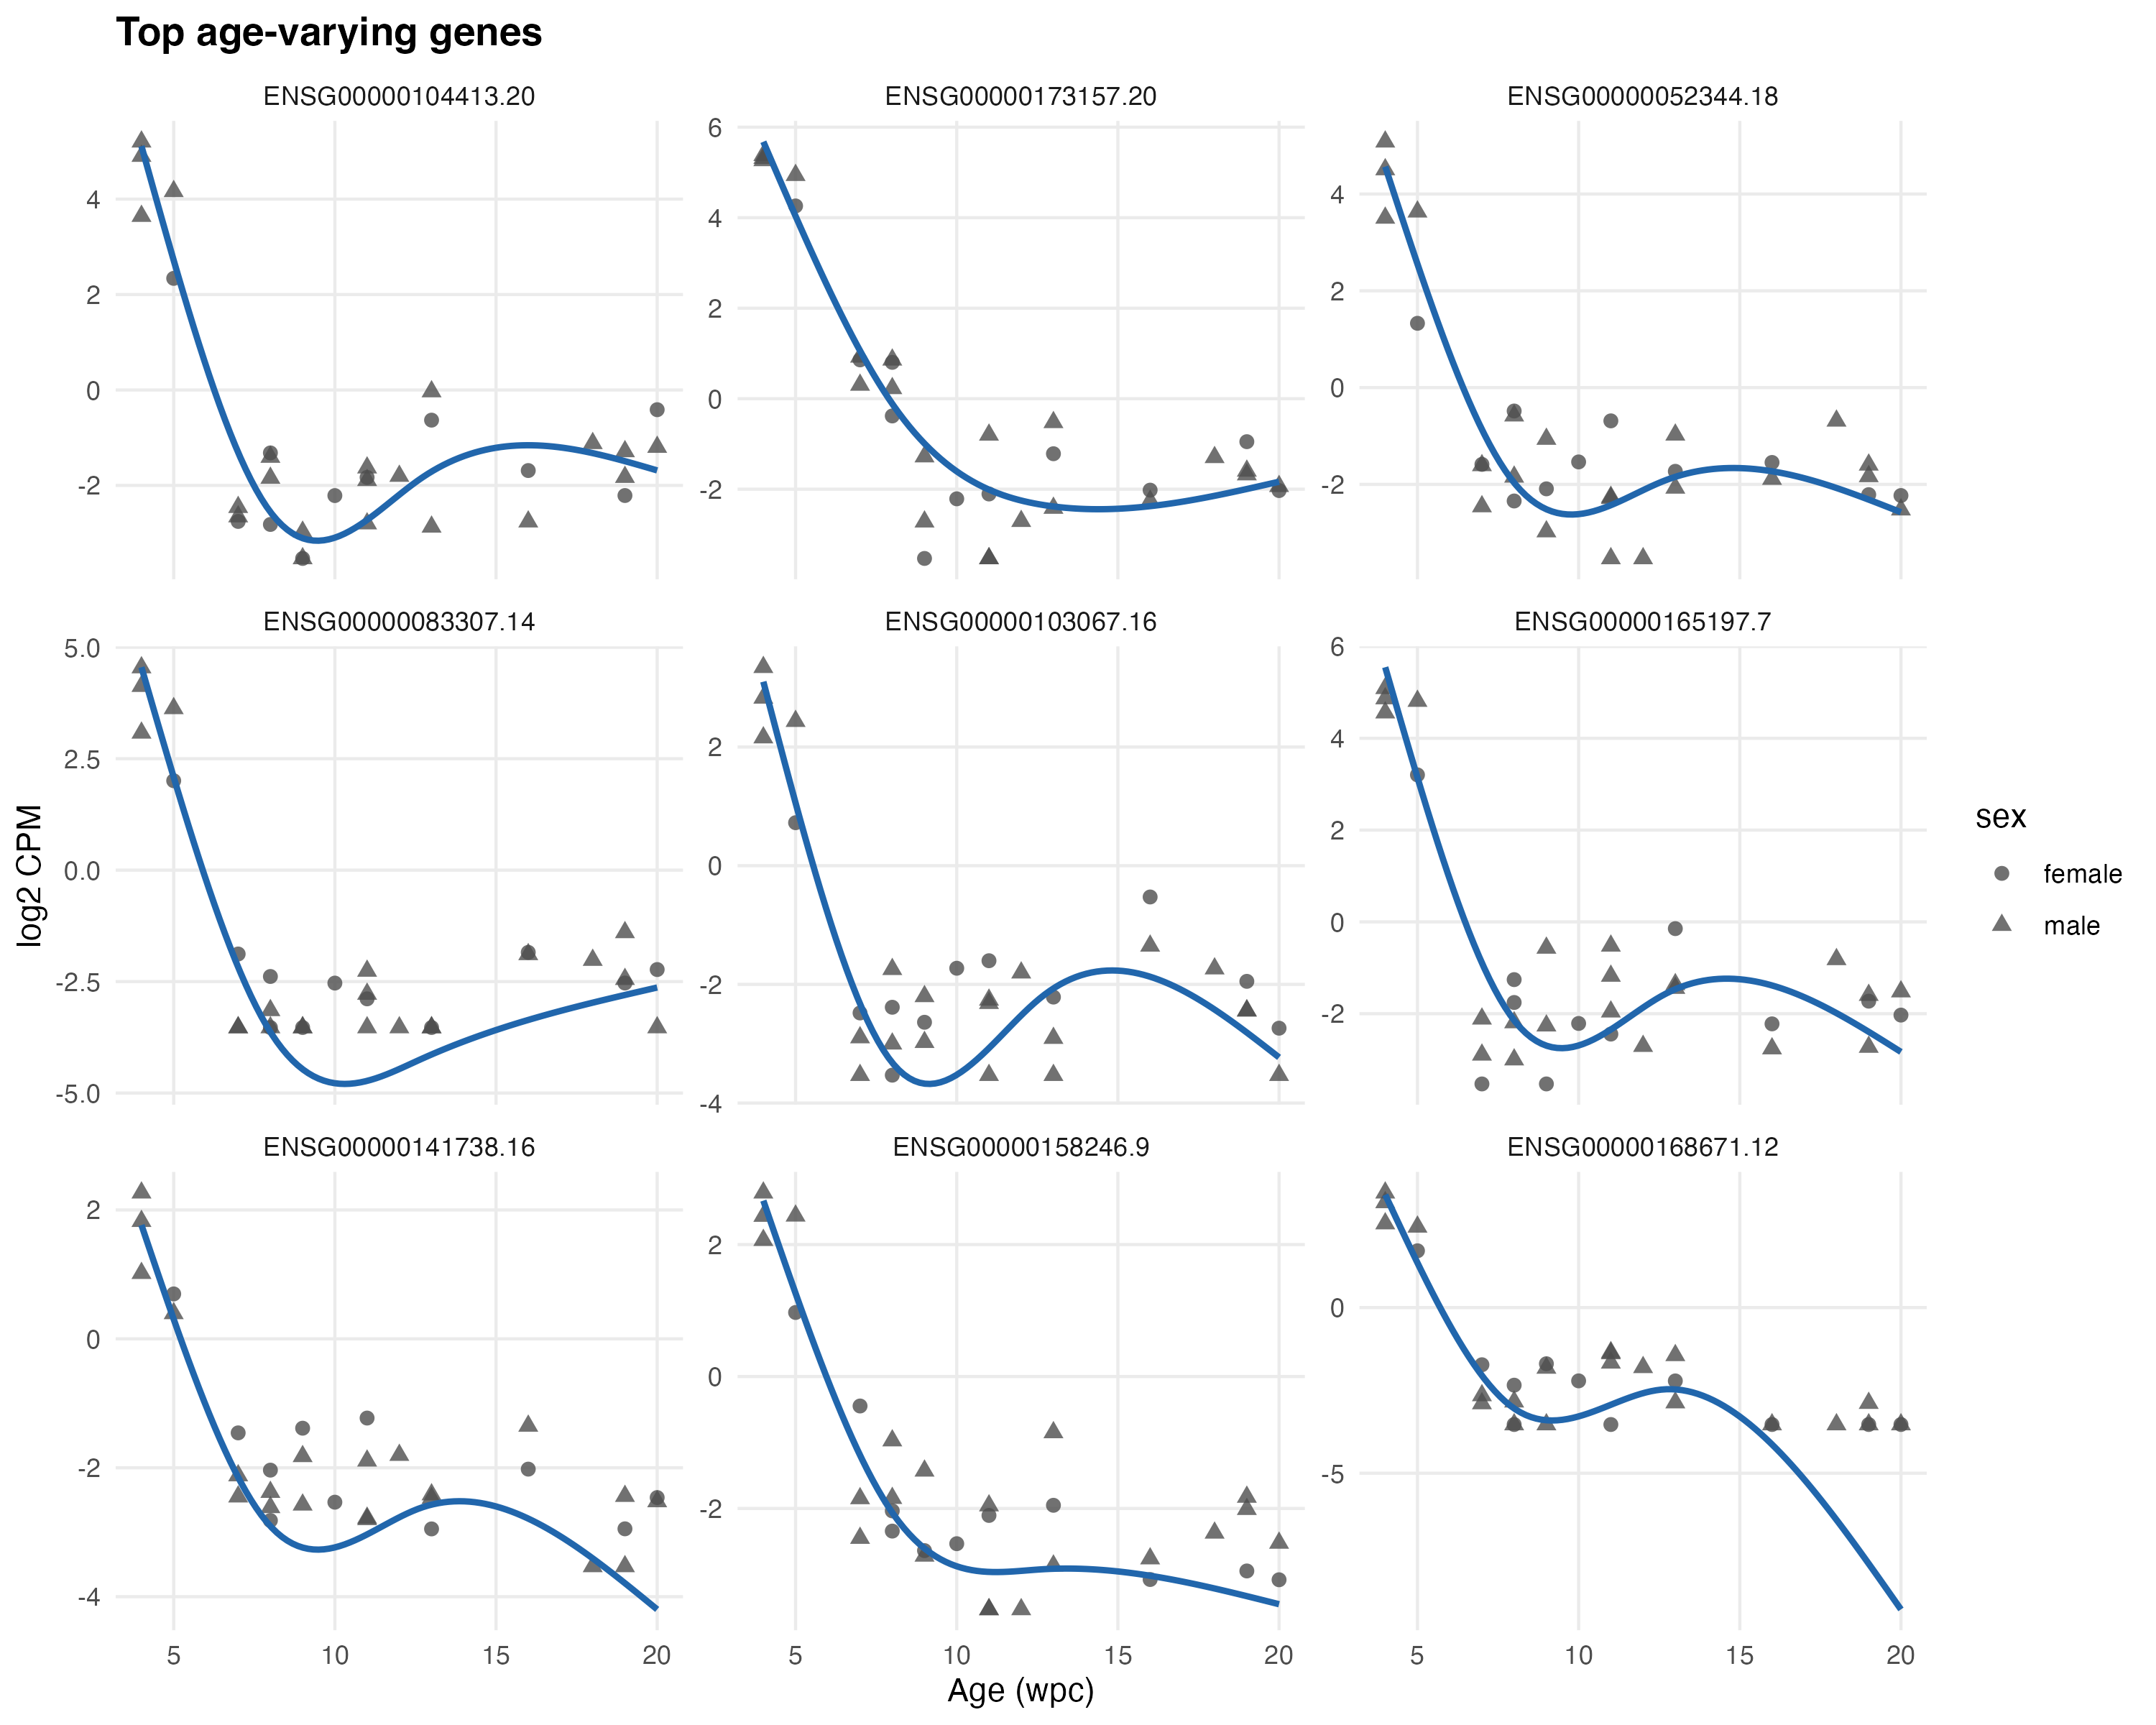 Top age-varying genes
ENSG00000104413.20
ENSG00000173157.20
ENSG00000052344.18
4
2
0
-2
6
4
2
0
-2
4
2
0
-2
ENSG00000083307.14
ENSG00000103067.16
ENSG00000165197.7
5.0
2.5
0.0
-2.5
-5.0
2
0
-2
-4
6
4
2
0
-2
log2 CPM
sex
female
male
ENSG00000141738.16
ENSG00000158246.9
ENSG00000168671.12
2
0
-2
-4
2
0
-2
0
-5
5 10 15 20
5 10 15 20
5 10 15 20
Age (wpc)